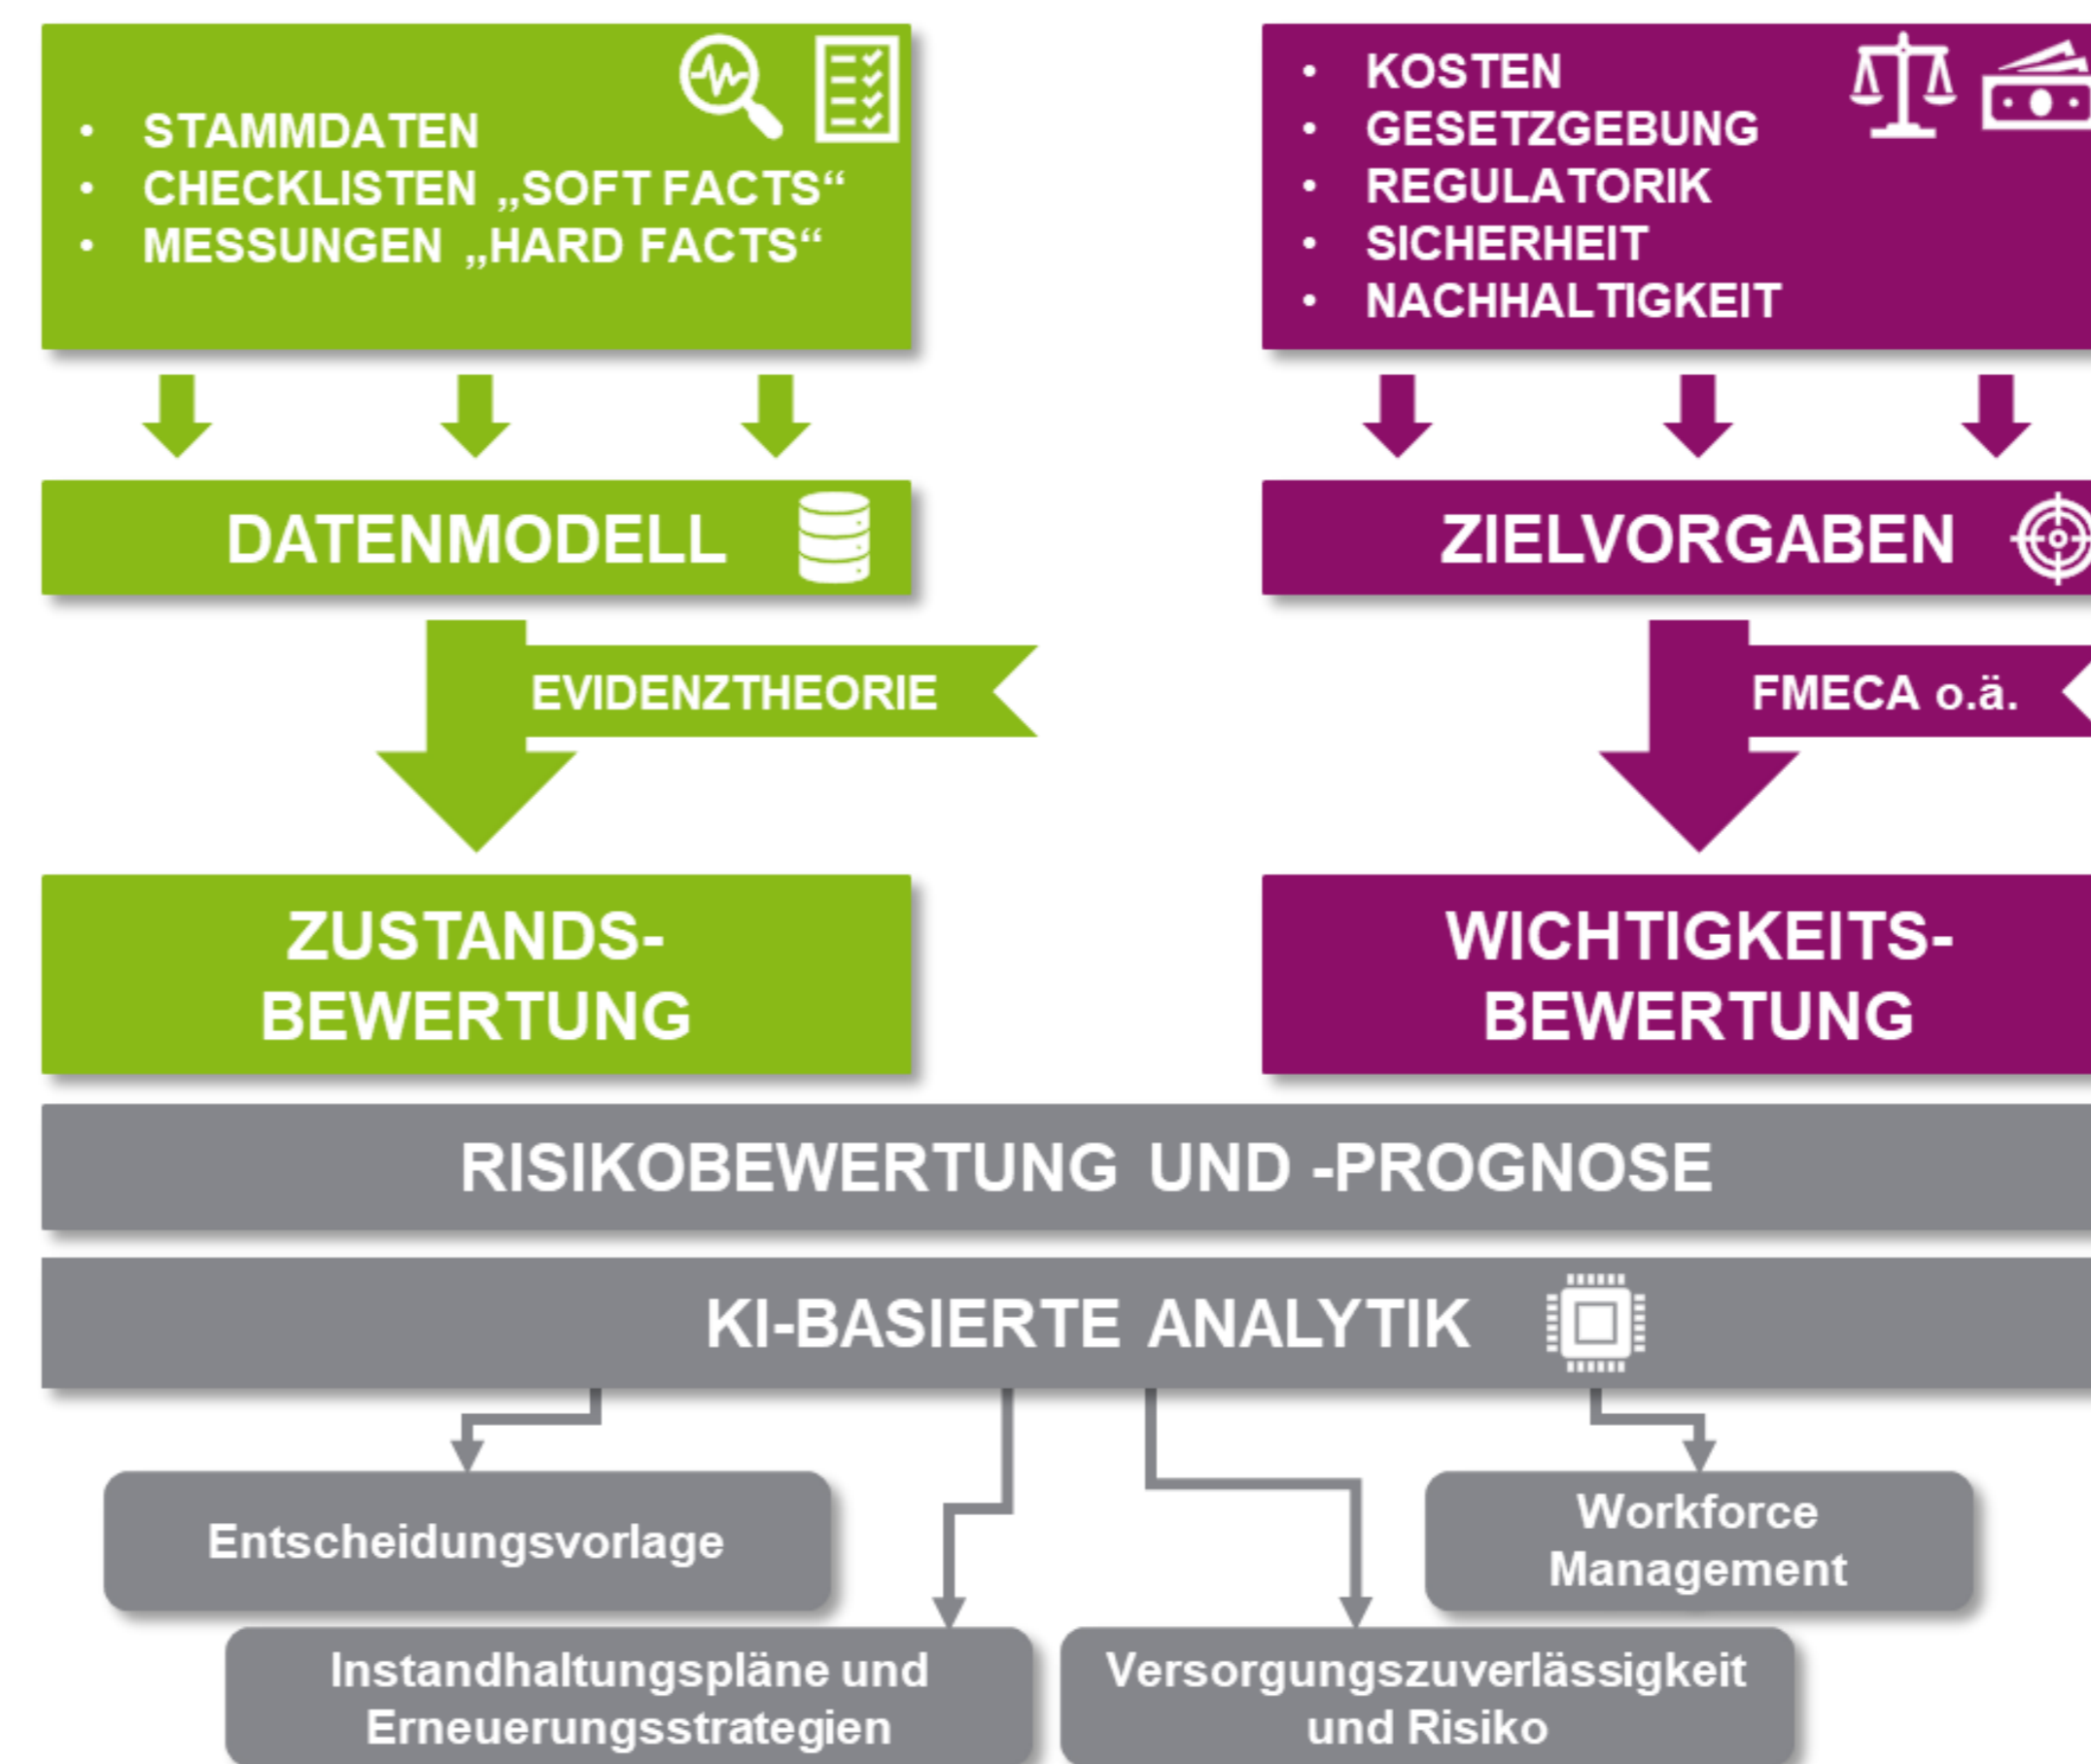 • STAMMDATEN
• CHECKLISTEN „SOFT FACTS“
• MESSUNGEN „HARD FACTS“
• KOSTEN
• GESETZGEBUNG
• REGULATORIK
• SICHERHEIT
• NACHHALTIGKEIT
DATENMODELL
ZIELVORGABEN
EVIDENZTHEORIE
FMECA o.ä.
ZUSTANDS-
BEWERTUNG
WICHTIGKEITS-
BEWERTUNG
RISIKOBEWERTUNG UND -PROGNOSE
KI-BASIERTE ANALYTIK
Entscheidungsvorlage
Workforce
Management
Instandhaltungspläne und
Erneuerungsstrategien
Versorgungszuverlässigkeit
und Risiko